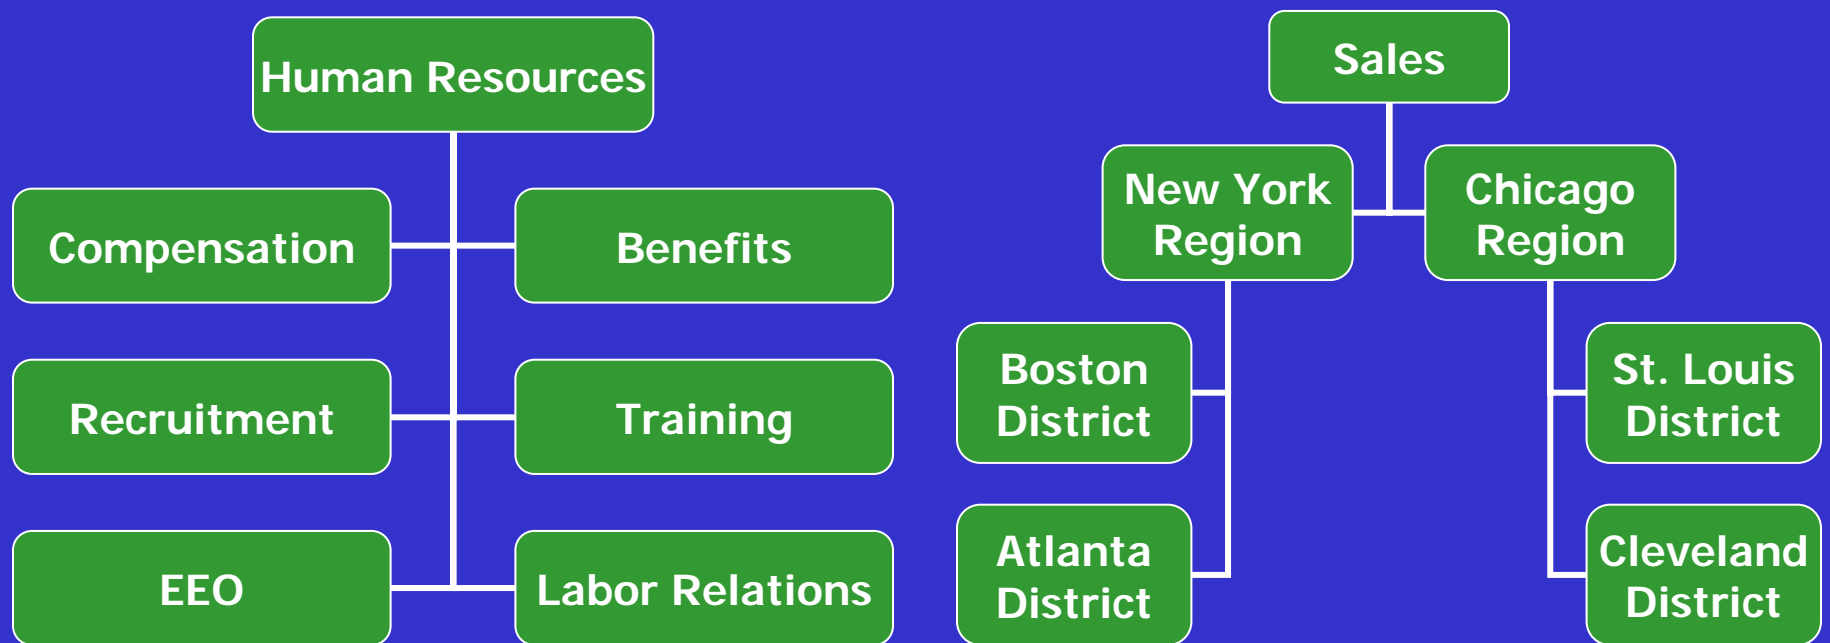 Human Resources
Compensation
Benefits
Recruitment
Training
EEO
Labor Relations
Sales
New York
Region
Chicago
Region
Boston
District
St. Louis
District
Atlanta
District
Cleveland
District